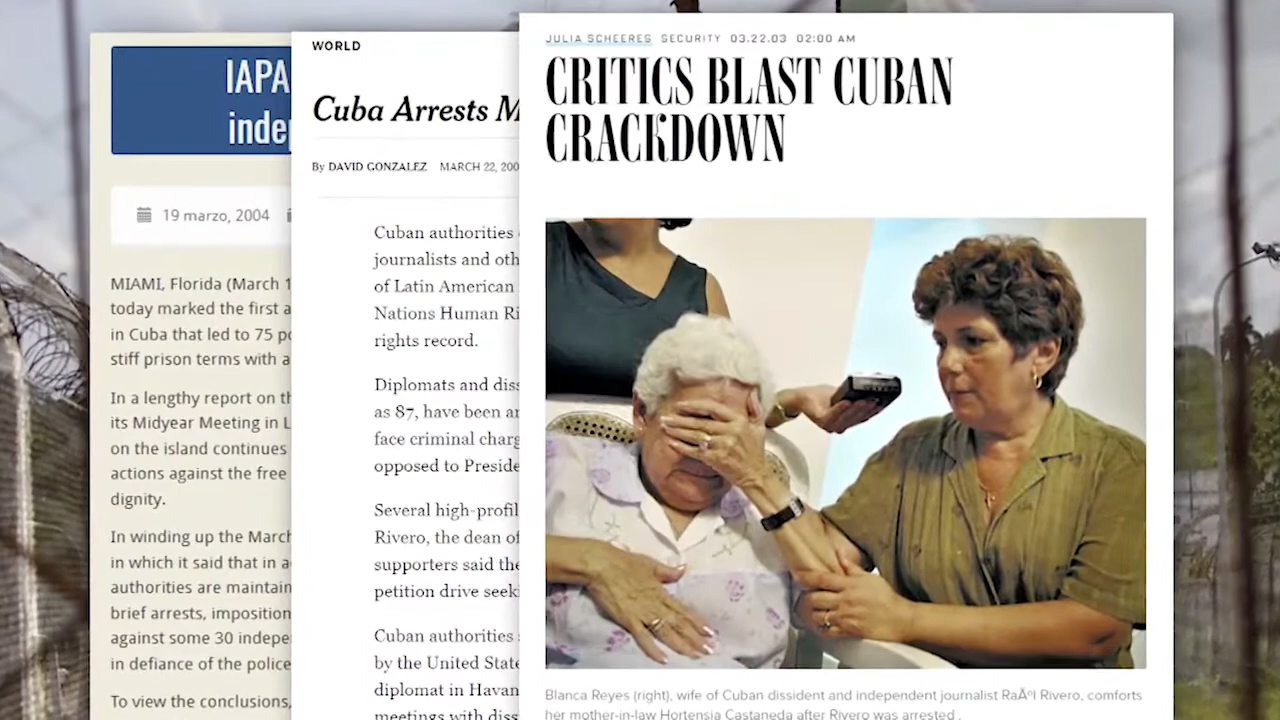 IAPA
19 marzo, 2004
MIAMI, Florida (March 1
today marked the first a
in Cuba that led to 75 po
stiff prison terms with a
In a lengthy report on th
its Midyear Meeting in L
on the island continues
actions against the free
dignity.
In winding up the March
in which it said that in a
authorities are maintain
brief arrests, imposition
against some 30 indepe
in defiance of the police
To view the conclusions,
WORLD
Cuba Arrests M
By DAVID GONZALEZ MARCH 22, 200
Cuban authorities
journalists and oth
of Latin American
Nations Human Ri
rights record.
Diplomats and diss
as 87, have been ar
face criminal charg
opposed to Preside
Several high-profil
Rivero, the dean of
supporters said the
petition drive seeki
Cuban authorities
by the United State
diplomat in Havan
meetings with diss
JULIA SCHEERES SECURITY 03.22.03 02:00 AM
CRITICS BLAST CUBAN
CRACKDOWN
Blanca Reyes (right), wife of Cuban dissident and independent journalist RaÃºl Rivero, comforts
her mother-in-law Hortensia Castaneda after Rivero was arrested .